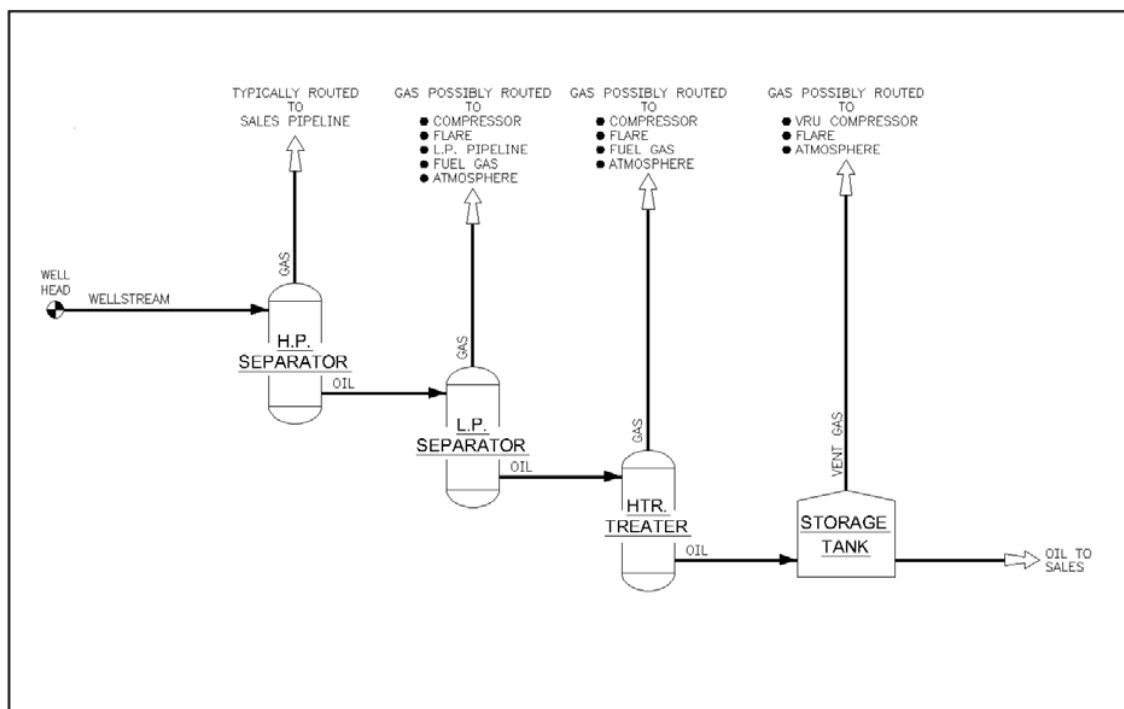 TYPICALLY ROUTED
TO
SALES PIPELINE
GAS POSSIBLY ROUTED
TO
● COMPRESSOR
● FLARE
● L.P. PIPELINE
● FUEL GAS
● ATMOSPHERE
GAS POSSIBLY ROUTED
TO
● COMPRESSOR
● FLARE
● FUEL GAS
● ATMOSPHERE
GAS POSSIBLY ROUTED
TO
● VRU COMPRESSOR
● FLARE
● ATMOSPHERE
WELL
HEAD
WELLSTREAM
GAS
H.P.
SEPARATOR
OIL
GAS
L.P.
SEPARATOR
OIL
GAS
HTR.
TREATER
OIL
VENT GAS
STORAGE
TANK
OIL TO
SALES